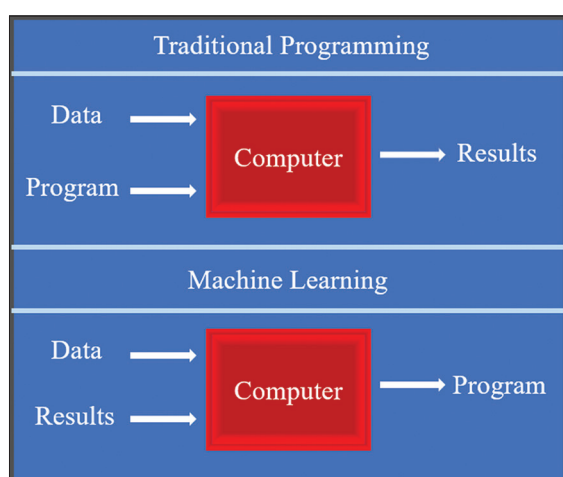 Traditional Programming
Data
Program
Computer
Results
Machine Learning
Data
Results
Computer
Program